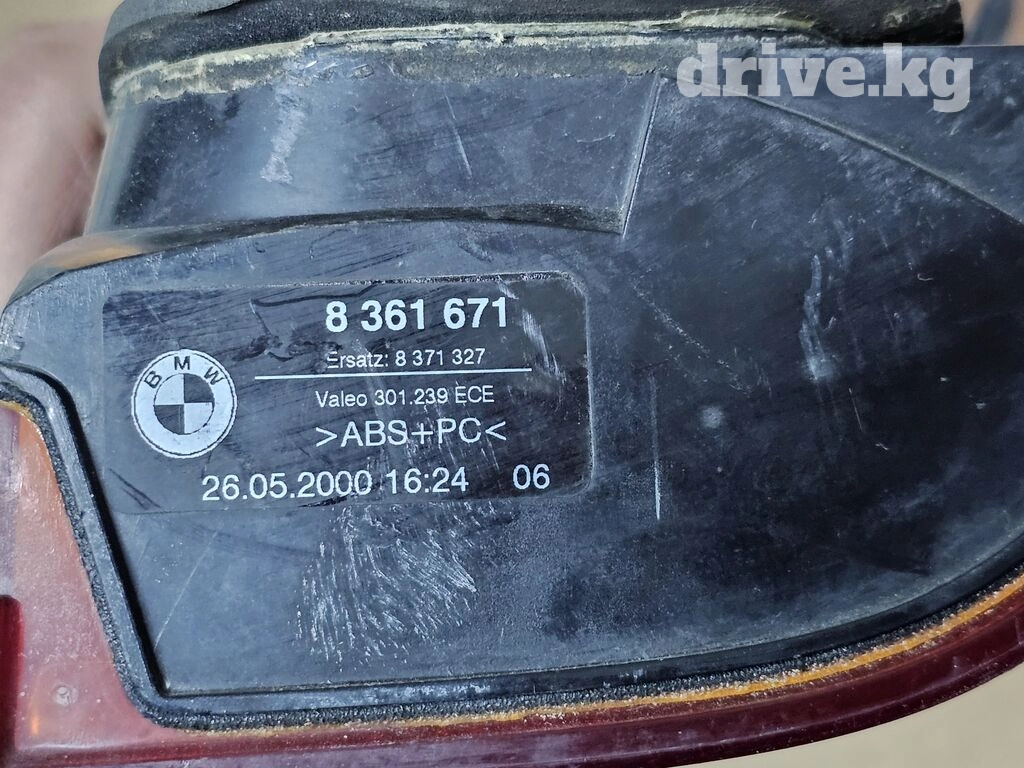 drive.kg
8 361 671
Ersatz: 8 371 327
BMW
Valeo 301.239 ECE
>ABS+PC<
26.05.2000 16:24 06